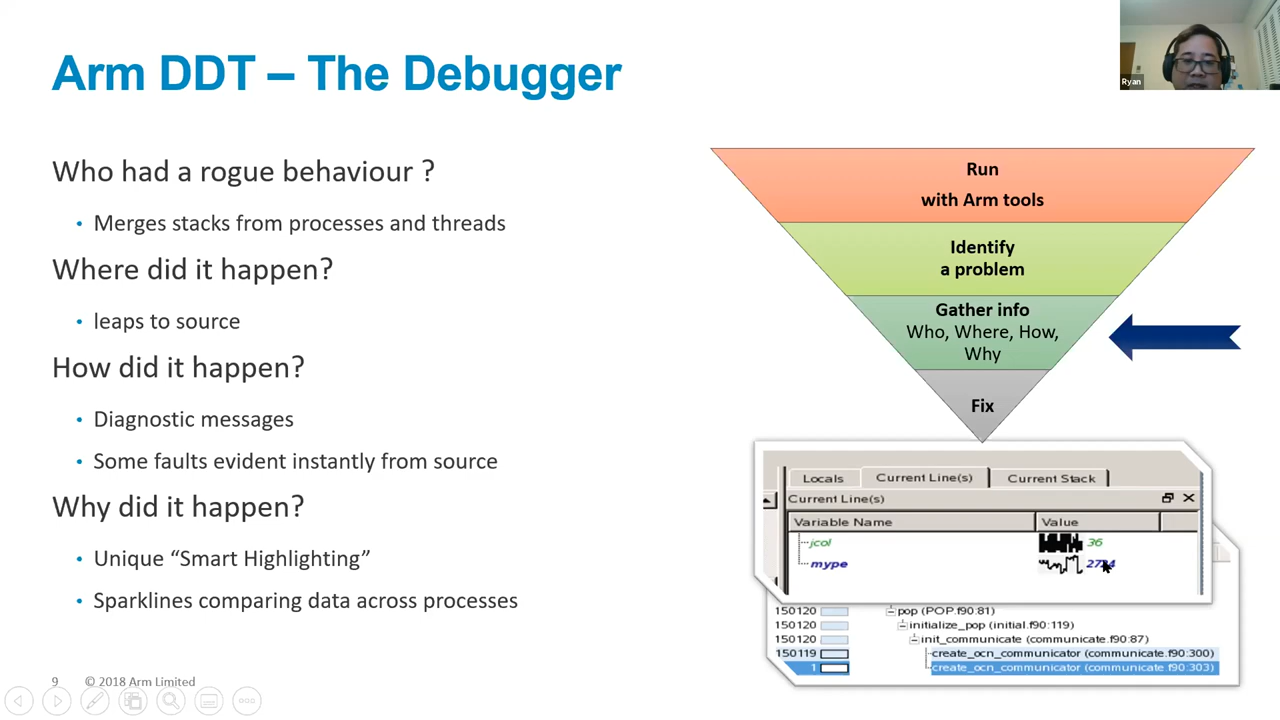 Arm DDT – The Debugger
Ryan
Who had a rogue behaviour ?
• Merges stacks from processes and threads
Where did it happen?
• leaps to source
How did it happen?
• Diagnostic messages
• Some faults evident instantly from source
Why did it happen?
• Unique “Smart Highlighting”
• Sparklines comparing data across processes
Run
with Arm tools
Identify
a problem
Gather info
Who, Where, How,
Why
Fix
Locals Current Line(s) Current Stack
Current Line(s)
Variable Name Value
jcol 36
mype
150120 pop (POP.f90:81)
150120 initialize_pop (initial.f90:119)
150120 init_communicate (communicate.f90:87)
150119 create_ocn_communicator (communicate.f90:300)
1 create_ocn_communicator (communicate.f90:303)
9 © 2018 Arm Limited